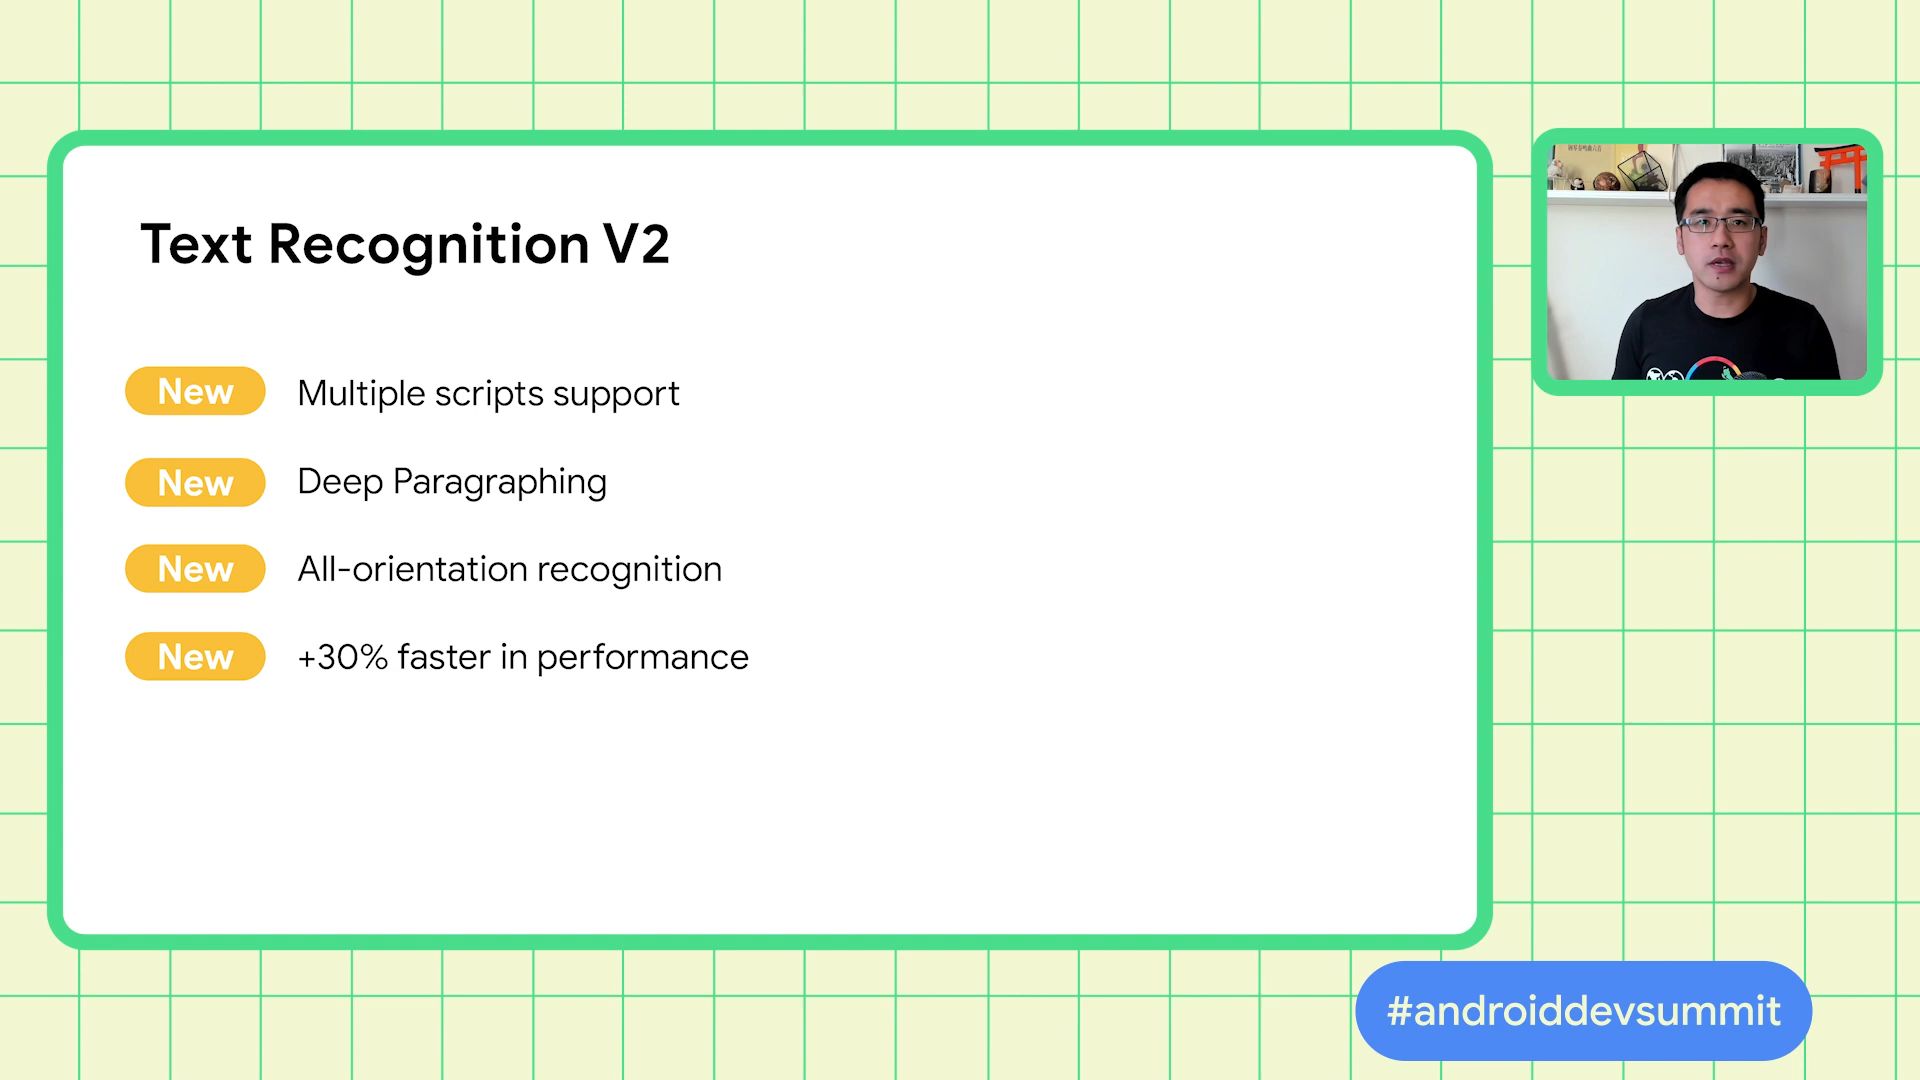 Text Recognition V2
New Multiple scripts support
New Deep Paragraphing
New All-orientation recognition
New +30% faster in performance
#androiddevsummit